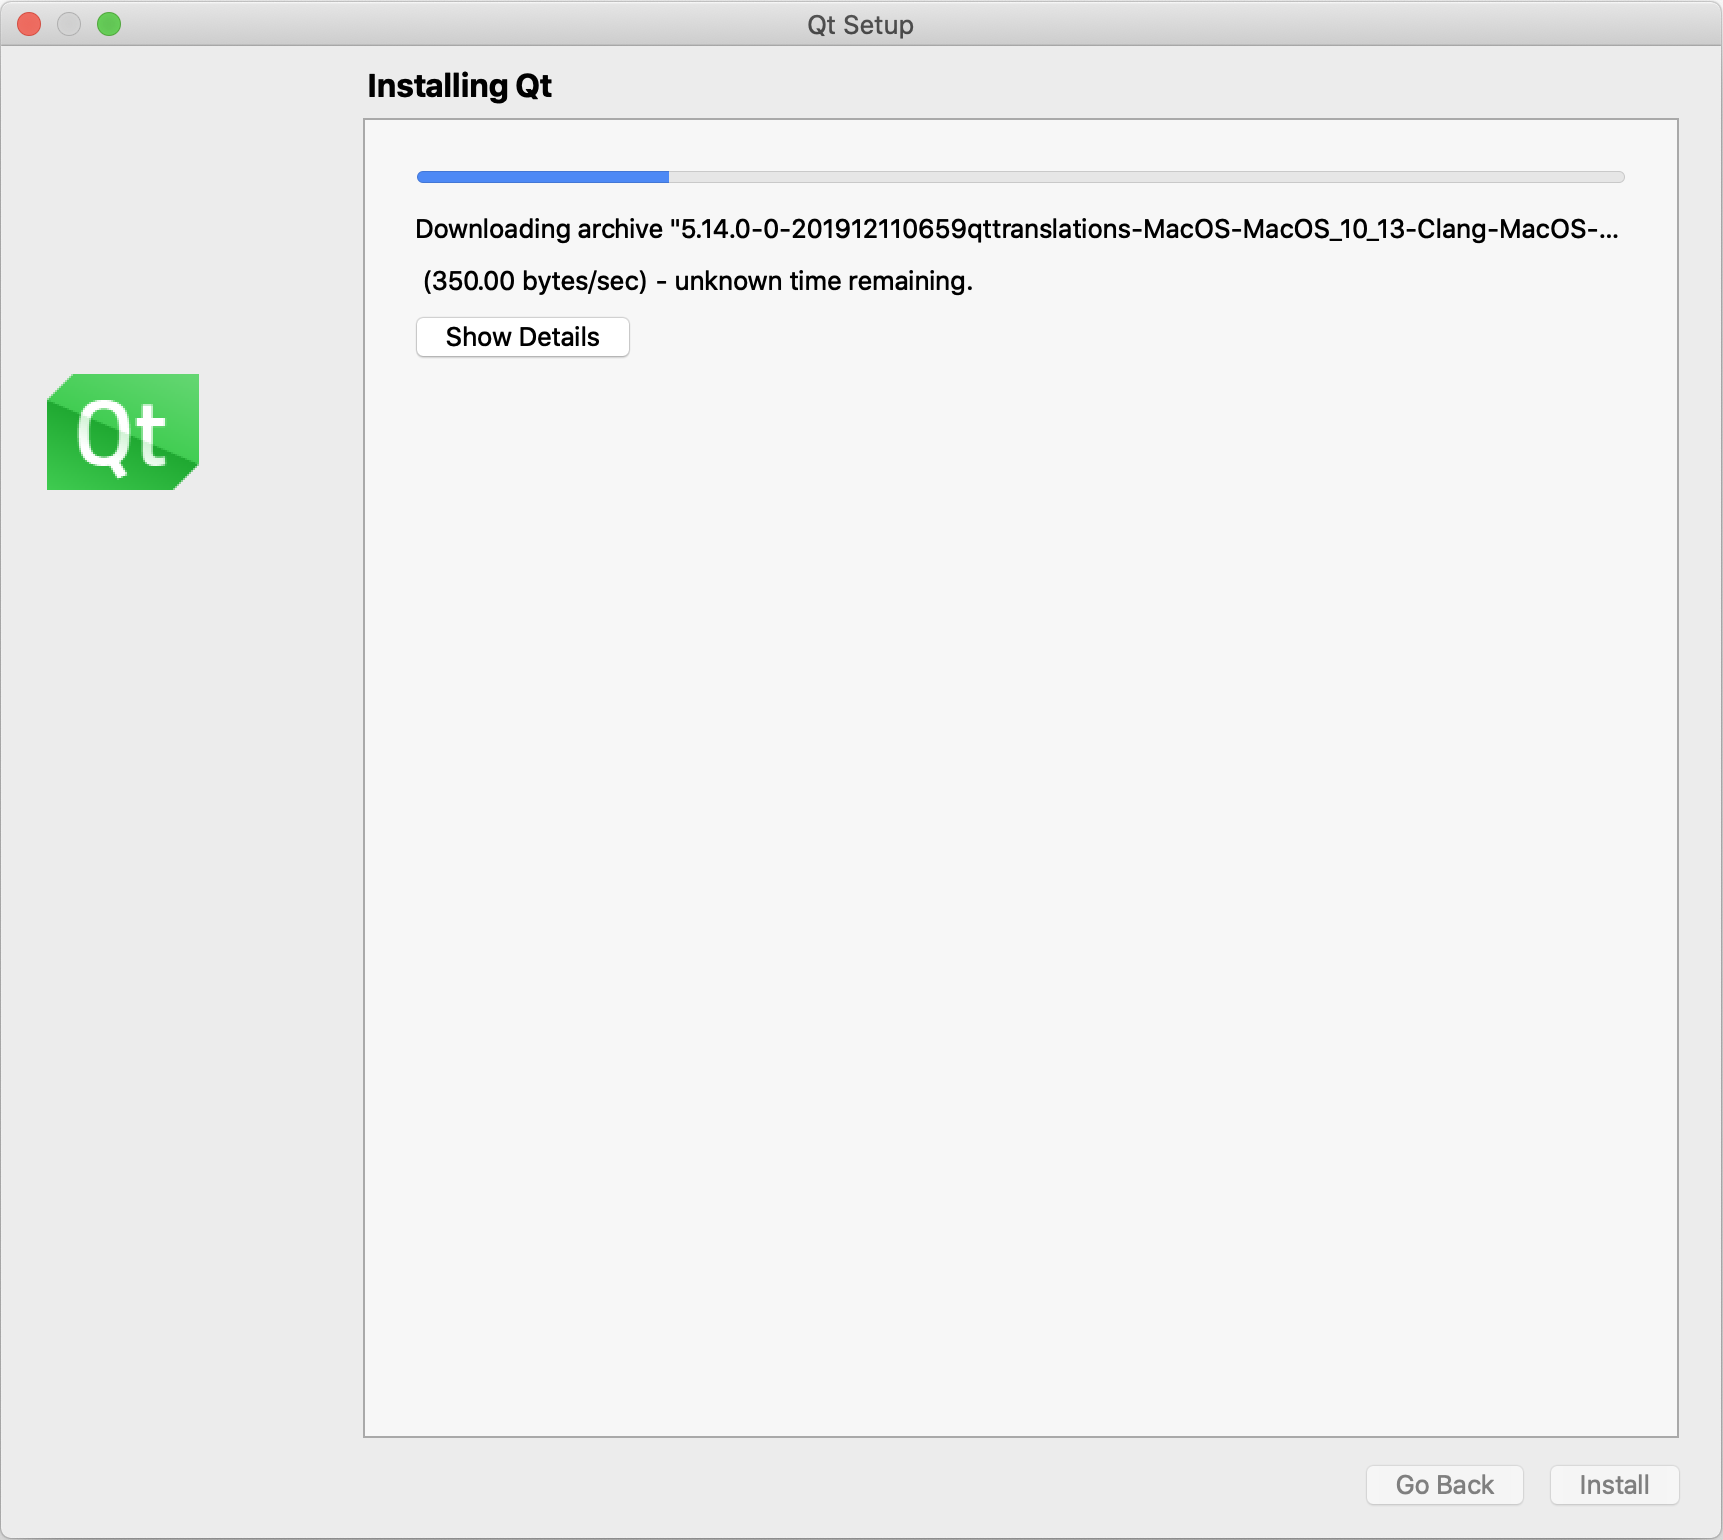 Qt Setup
Installing Qt
Downloading archive "5.14.0-0-201912110659qttranslations-MacOS-MacOS_10_13-Clang-MacOS-...
(350.00 bytes/sec) - unknown time remaining.
Show Details
Qt
Go Back
Install